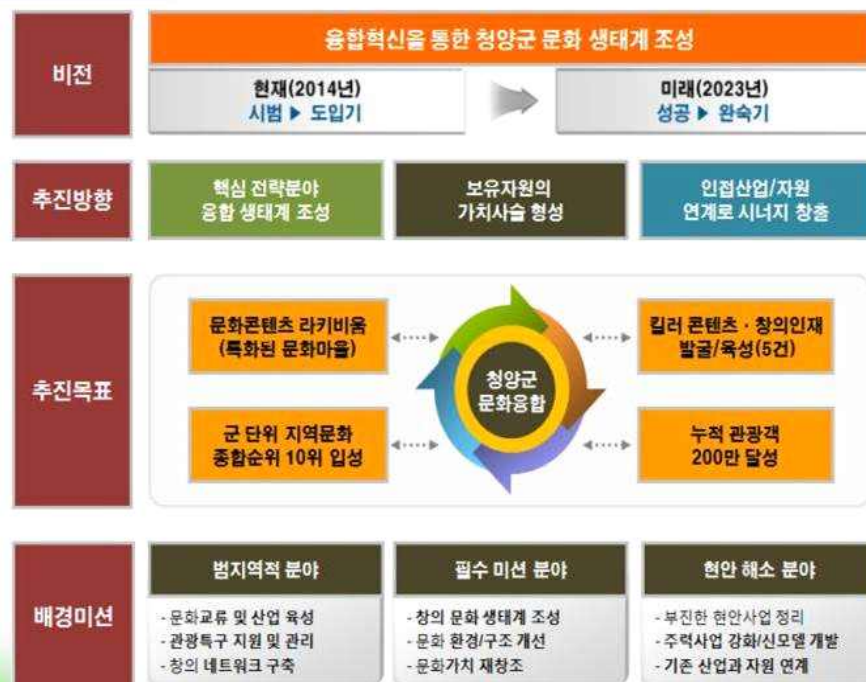 비전
융합혁신을 통한 청양군 문화 생태계 조성
현재(2014년)
시범 ▶ 도입기
미래(2023년)
성공 ▶ 완숙기
추진방향
핵심 전략분야
융합 생태계 조성
보유자원의
가치사슬 형성
인접산업/자원
연계로 시너지 창출
추진목표
문화콘텐츠 라키비움
(특화된 문화마을)
킬러 콘텐츠 · 창의인재
발굴/육성(5건)
청양군
문화융합
군 단위 지역문화
종합순위 10위 입성
누적 관광객
200만 달성
배경미션
범지역적 분야
- 문화교류 및 산업 육성
- 관광특구 지원 및 관리
- 창의 네트워크 구축
필수 미션 분야
- 창의 문화 생태계 조성
- 문화 환경/구조 개선
- 문화가치 재창조
현안 해소 분야
- 부진한 현안사업 정리
- 주력사업 강화/신모델 개발
- 기존 산업과 자원 연계